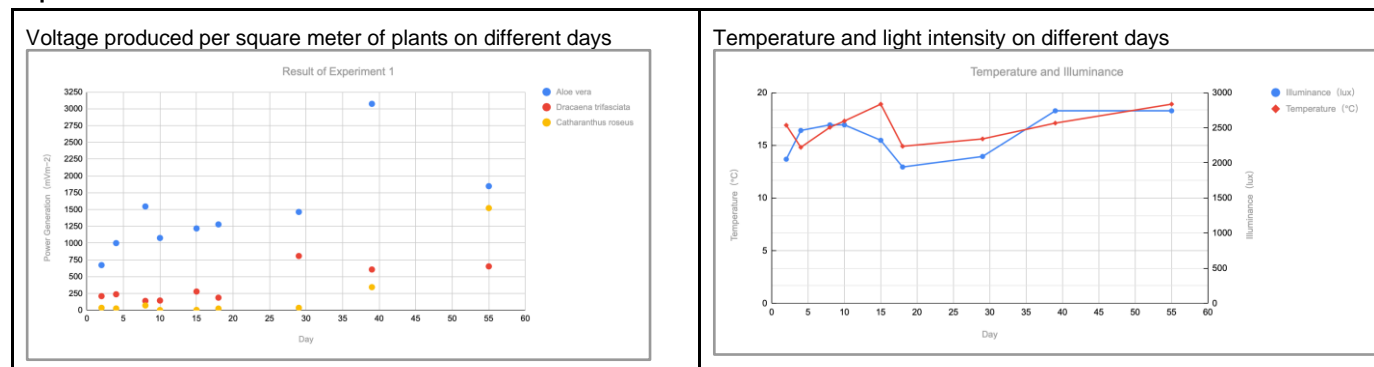 Voltage produced per square meter of plants on different days
Result of Experiment 1
Aloe vera
Dracaena trifasciata
Catharanthus roseus
Power Generation (mV/m-2)
3250
3000
2750
2500
2250
2000
1750
1500
1250
1000
750
500
250
0
0 5 10 15 20 25 30 35 40 45 50 55 60
Day
Temperature and light intensity on different days
Temperature and Illuminance
Illuminance (lux)
Temperature (°C)
Temperature (°C)
20
15
10
5
0
3000
2500
2000
1500
1000
500
0
Illuminance (lux)
0 5 10 15 20 25 30 35 40 45 50 55 60
Day